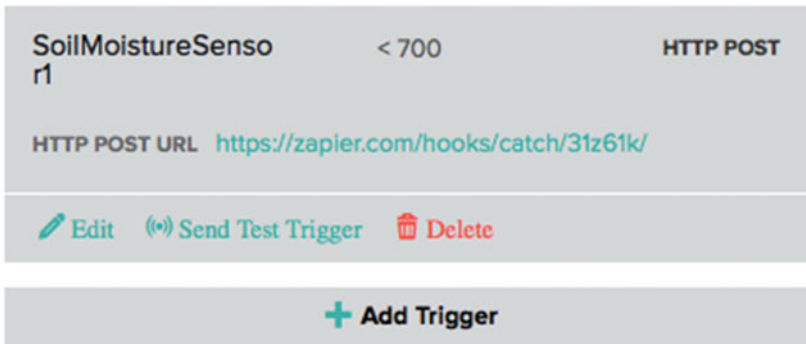 SoilMoistureSenso < 700 HTTP POST
r1
HTTP POST URL https://zapier.com/hooks/catch/31z61k/
Edit Send Test Trigger Delete
Add Trigger